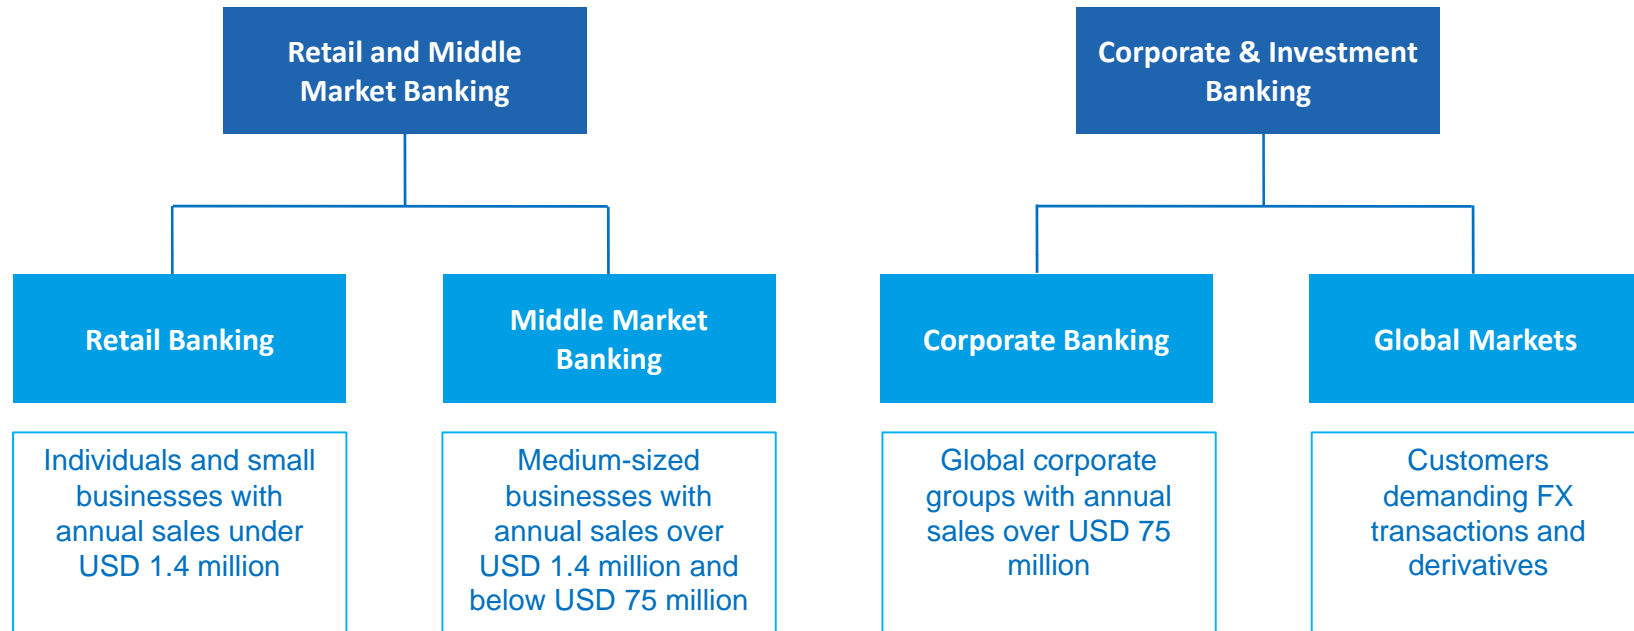 Retail and Middle
Market Banking
Corporate & Investment
Banking
Retail Banking
Middle Market
Banking
Corporate Banking
Global Markets
Individuals and small
businesses with
annual sales under
USD 1.4 million
Medium-sized
businesses with
annual sales over
USD 1.4 million and
below USD 75 million
Global corporate
groups with annual
sales over USD 75
million
Customers
demanding FX
transactions and
derivatives